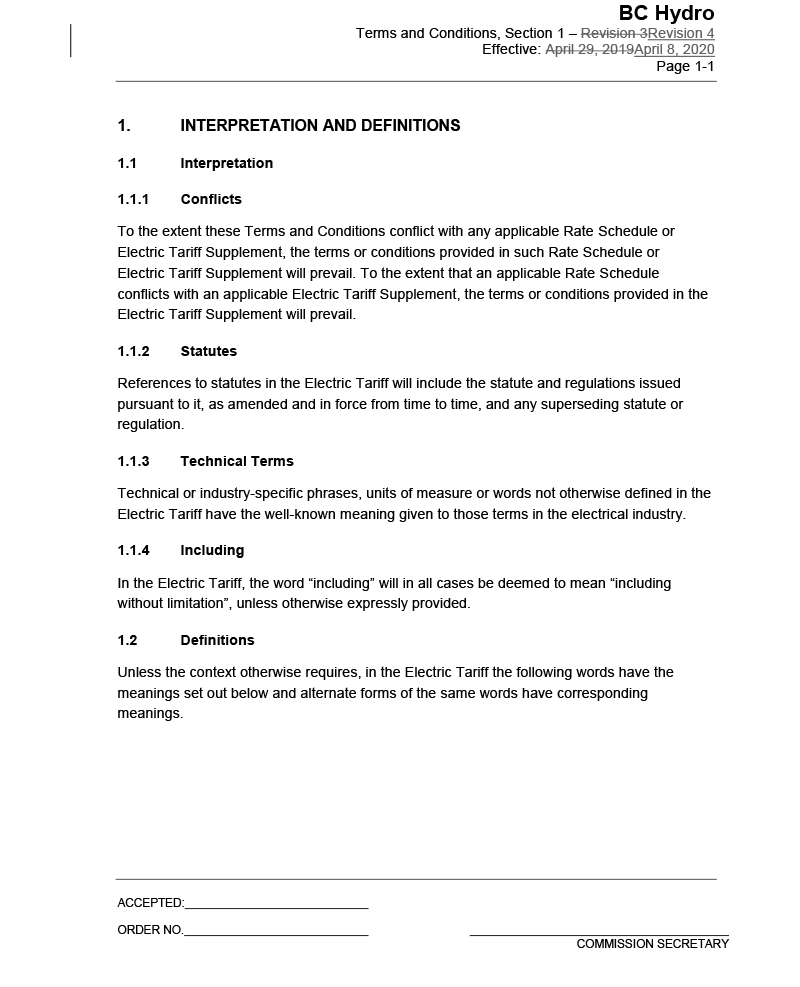 BC Hydro
Terms and Conditions, Section 1 – Revision 3Revision 4
Effective: April 29, 2019April 8, 2020
Page 1-1
1. INTERPRETATION AND DEFINITIONS
1.1 Interpretation
1.1.1 Conflicts
To the extent these Terms and Conditions conflict with any applicable Rate Schedule or
Electric Tariff Supplement, the terms or conditions provided in such Rate Schedule or
Electric Tariff Supplement will prevail. To the extent that an applicable Rate Schedule
conflicts with an applicable Electric Tariff Supplement, the terms or conditions provided in the
Electric Tariff Supplement will prevail.
1.1.2 Statutes
References to statutes in the Electric Tariff will include the statute and regulations issued
pursuant to it, as amended and in force from time to time, and any superseding statute or
regulation.
1.1.3 Technical Terms
Technical or industry-specific phrases, units of measure or words not otherwise defined in the
Electric Tariff have the well-known meaning given to those terms in the electrical industry.
1.1.4 Including
In the Electric Tariff, the word “including” will in all cases be deemed to mean “including
without limitation”, unless otherwise expressly provided.
1.2 Definitions
Unless the context otherwise requires, in the Electric Tariff the following words have the
meanings set out below and alternate forms of the same words have corresponding
meanings.
ACCEPTED:
ORDER NO.
COMMISSION SECRETARY